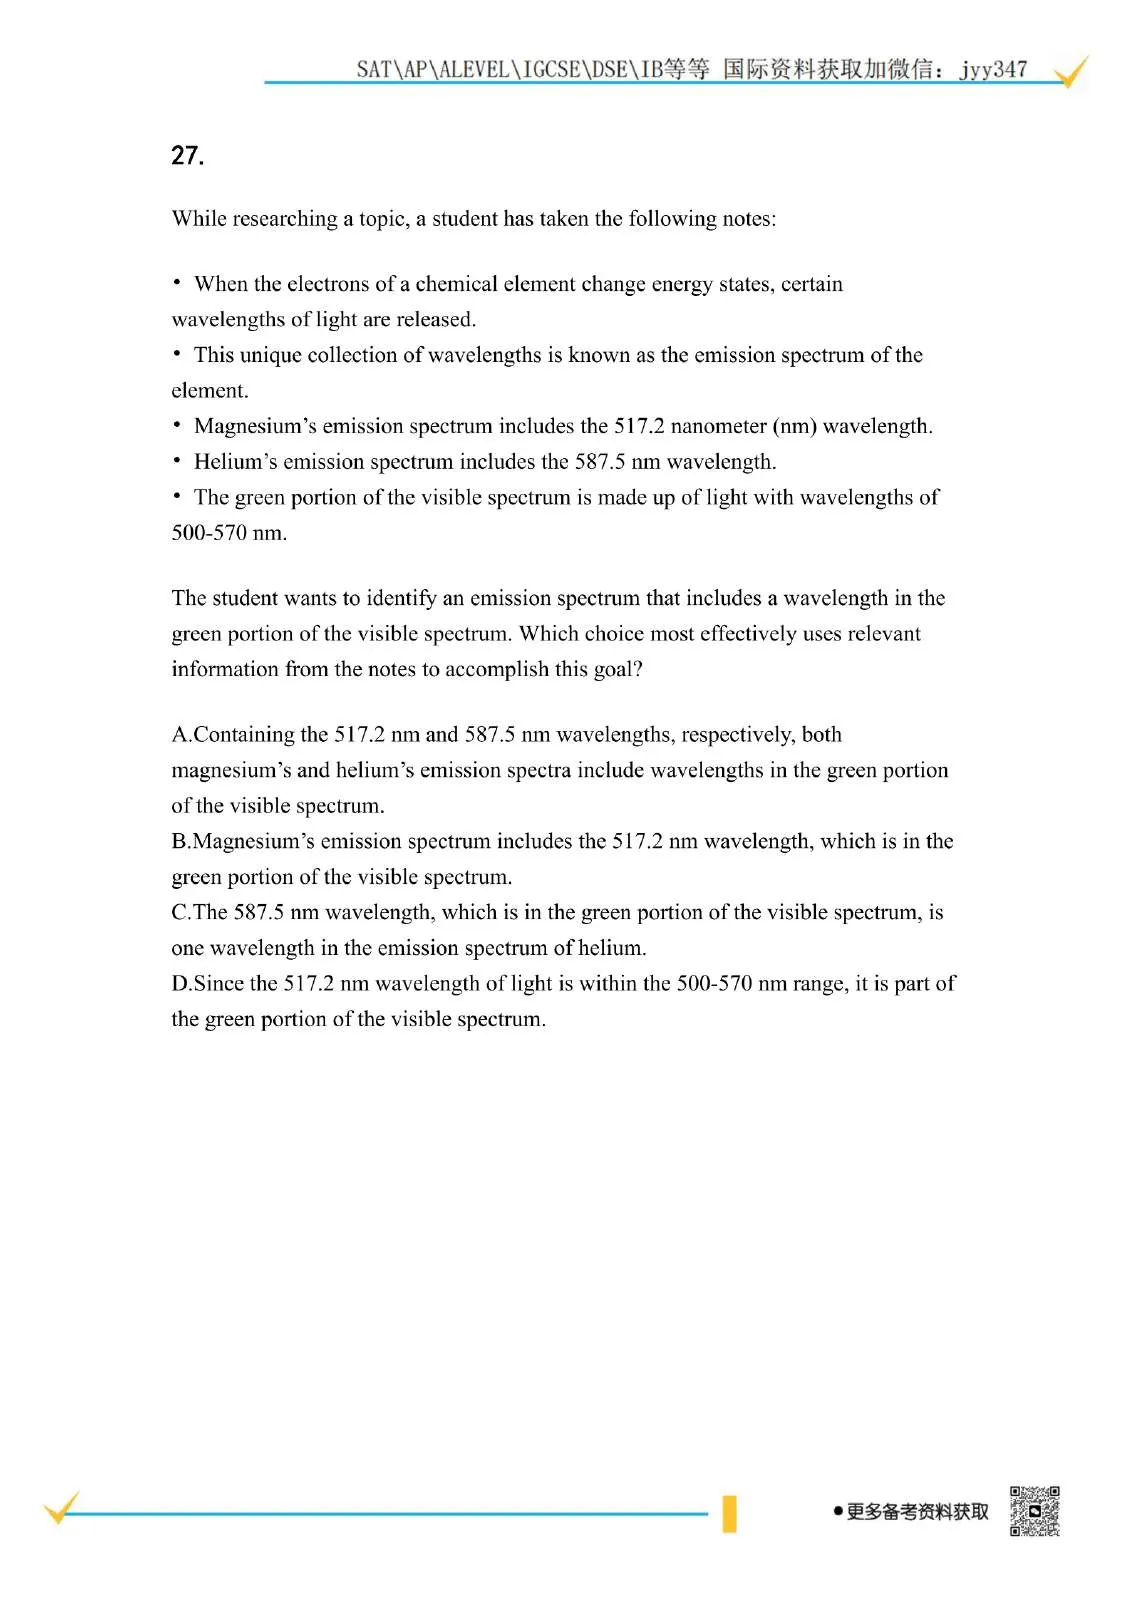 SAT\AP\ALEVEL\IGCSE\DSE\IB等等 国际资料获取加微信：jyy347
27.
While researching a topic, a student has taken the following notes:
• When the electrons of a chemical element change energy states, certain
wavelengths of light are released.
• This unique collection of wavelengths is known as the emission spectrum of the
element.
• Magnesium’s emission spectrum includes the 517.2 nanometer (nm) wavelength.
• Helium’s emission spectrum includes the 587.5 nm wavelength.
• The green portion of the visible spectrum is made up of light with wavelengths of
500-570 nm.
The student wants to identify an emission spectrum that includes a wavelength in the
green portion of the visible spectrum. Which choice most effectively uses relevant
information from the notes to accomplish this goal?
A.Containing the 517.2 nm and 587.5 nm wavelengths, respectively, both
magnesium’s and helium’s emission spectra include wavelengths in the green portion
of the visible spectrum.
B.Magnesium’s emission spectrum includes the 517.2 nm wavelength, which is in the
green portion of the visible spectrum.
C.The 587.5 nm wavelength, which is in the green portion of the visible spectrum, is
one wavelength in the emission spectrum of helium.
D.Since the 517.2 nm wavelength of light is within the 500-570 nm range, it is part of
the green portion of the visible spectrum.
●更多备考资料获取